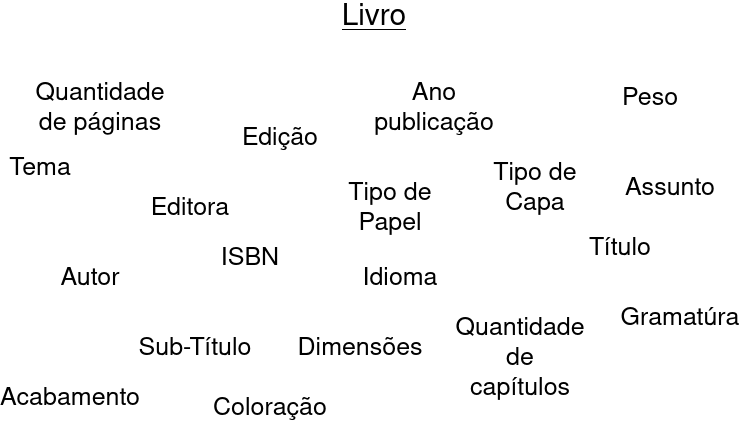 Livro
Quantidade
de páginas
Ano
publicação
Peso
Edição
Tema
Tipo de
Capa
Tipo de
Papel
Assunto
Editora
ISBN
Título
Autor
Idioma
Gramatúra
Quantidade
de
capítulos
Sub-Título
Dimensões
Acabamento
Coloração